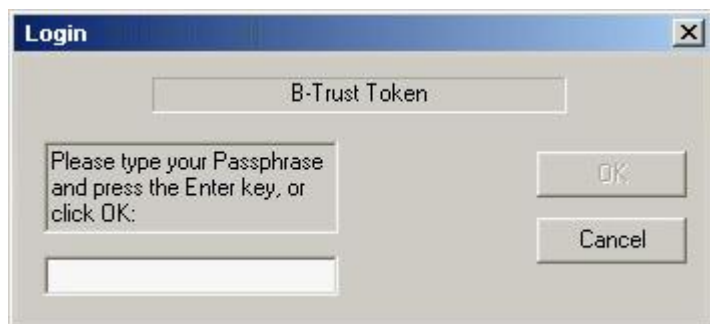 Login
B-Trust Token
Please type your Passphrase
and press the Enter key, or
click OK:
OK
Cancel